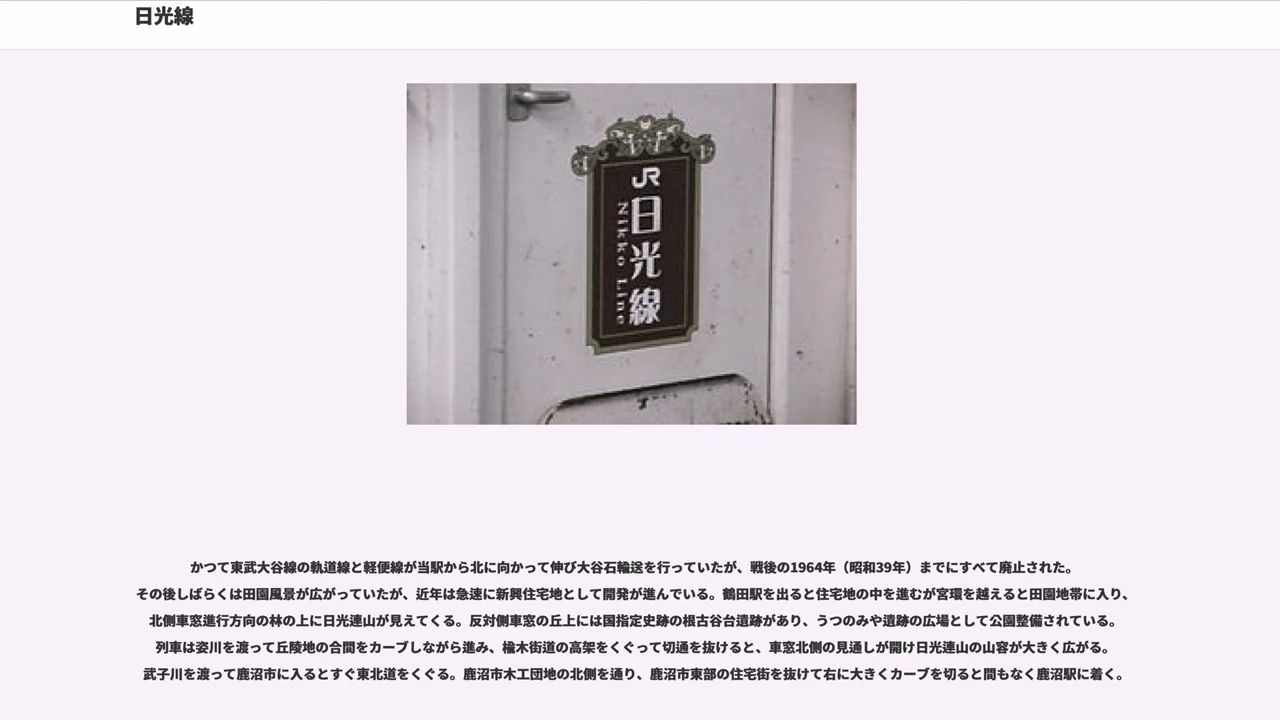 日光線
JR
日光線
Nikko Line
かつて東武大谷線の軌道線と軽便線が当駅から北に向かって伸び大谷石輸送を行っていたが、戦後の1964年（昭和39年）までにすべて廃止された。
その後しばらくは田園風景が広がっていたが、近年は急速に新興住宅地として開発が進んでいる。鶴田駅を出ると住宅地の中を進むが宮環を越えると田園地帯に入り、
北側車窓進行方向の林の上に日光連山が見えてくる。反対側車窓の丘上には国指定史跡の根古谷台遺跡があり、うつのみや遺跡の広場として公園整備されている。
列車は姿川を渡って丘陵地の合間をカーブしながら進み、楡木街道の高架をくぐって切通を抜けると、車窓北側の見通しが開け日光連山の山容が大きく広がる。
武子川を渡って鹿沼市に入るとすぐ東北道をくぐる。鹿沼市木工団地の北側を通り、鹿沼市東部の住宅街を抜けて右に大きくカーブを切ると間もなく鹿沼駅に着く。